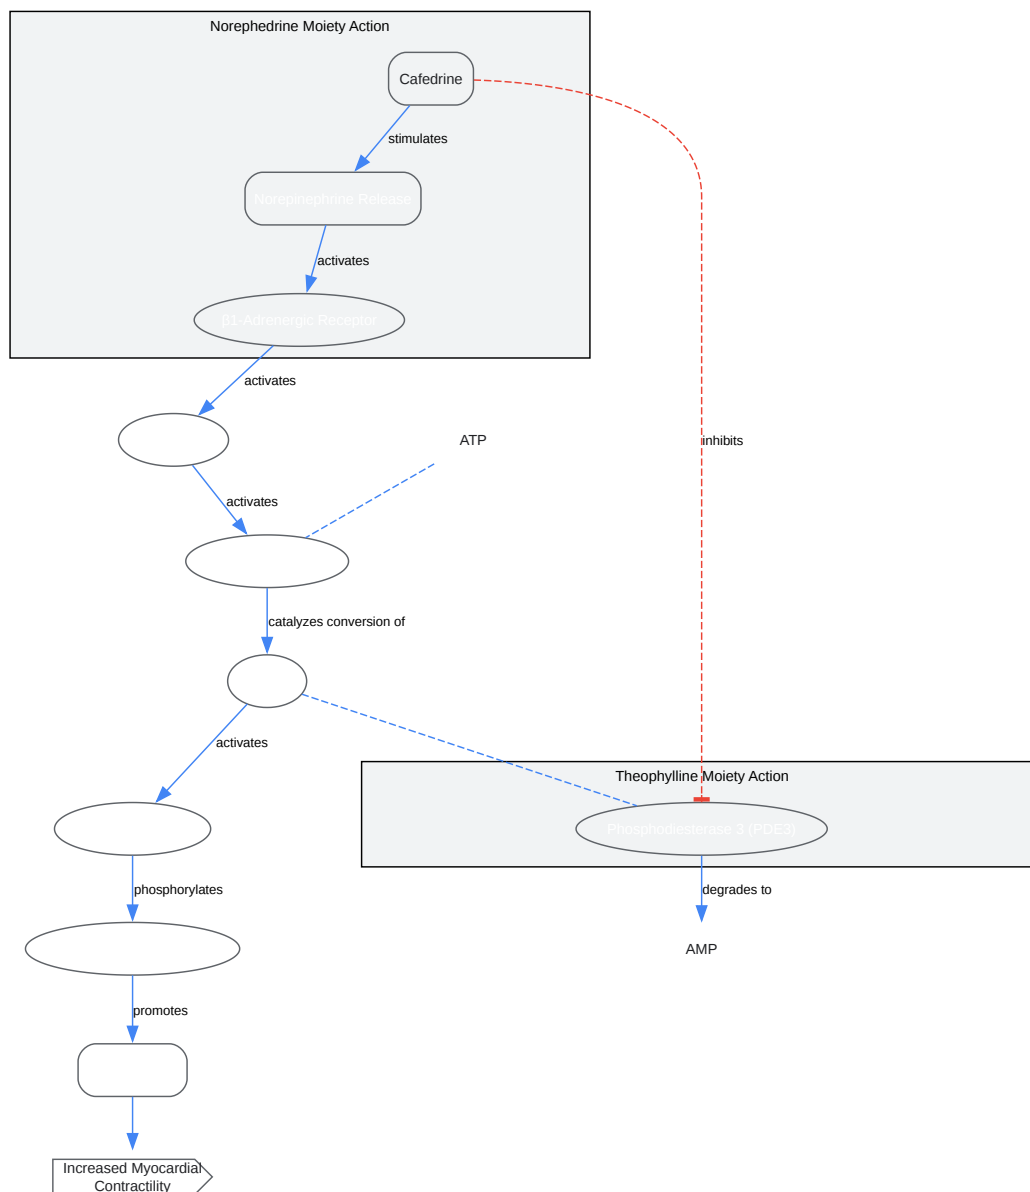 Norephedrine Moiety Action
Cafedrine
stimulates
Norepinephrine Release
activates
β1-Adrenergic Receptor
activates
ATP
inhibits
activates
catalyzes conversion of
activates
Theophylline Moiety Action
Phosphodiesterase 3 (PDE3)
phosphorylates
degrades to
AMP
promotes
Increased Myocardial
Contractility